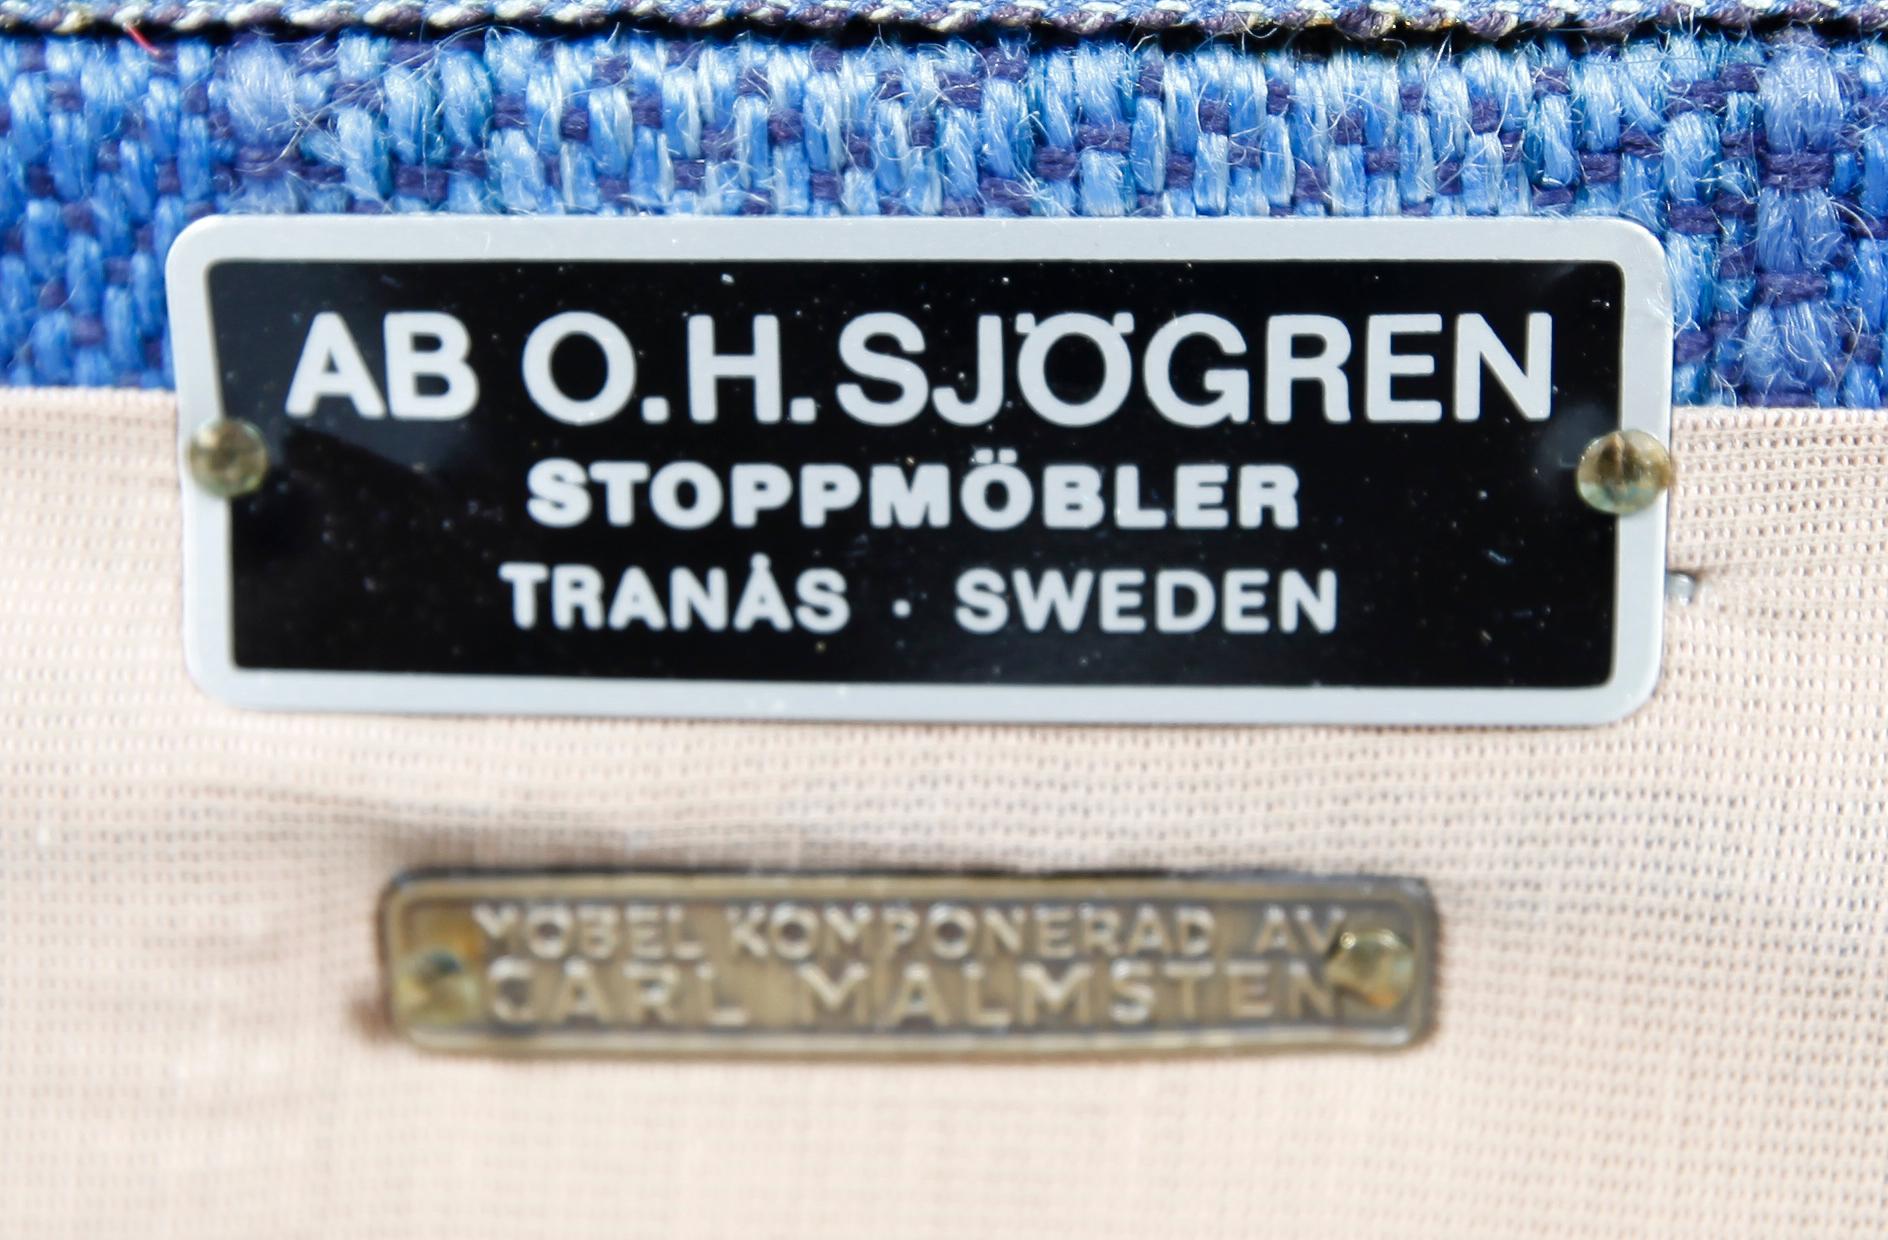 AB O.H. SJÖGREN
STOPPMÖBLER
TRANÅS · SWEDEN
MÖBEL KOMPONERAD AV
CARL MALMSTEN